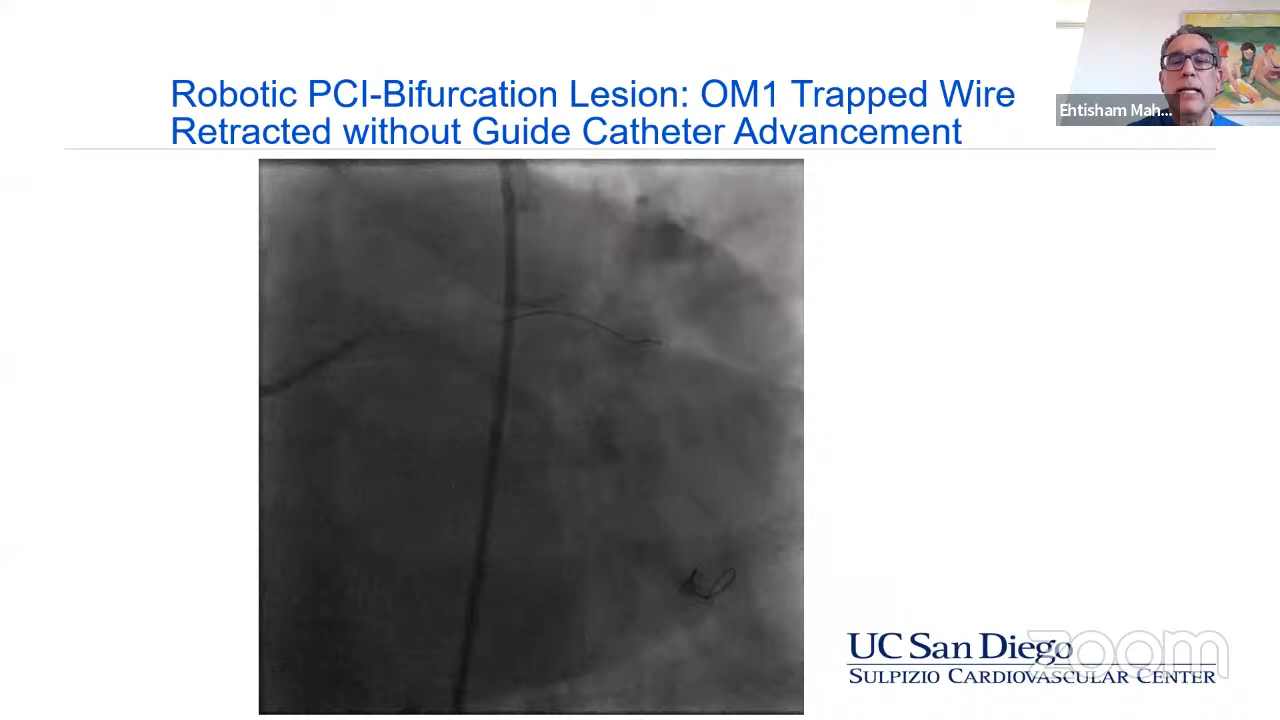 Robotic PCI-Bifurcation Lesion: OM1 Trapped Wire
Retracted without Guide Catheter Advancement
Ehtisham Mah...
UC San Diego
zoom
SULPIZIO CARDIOVASCULAR CENTER